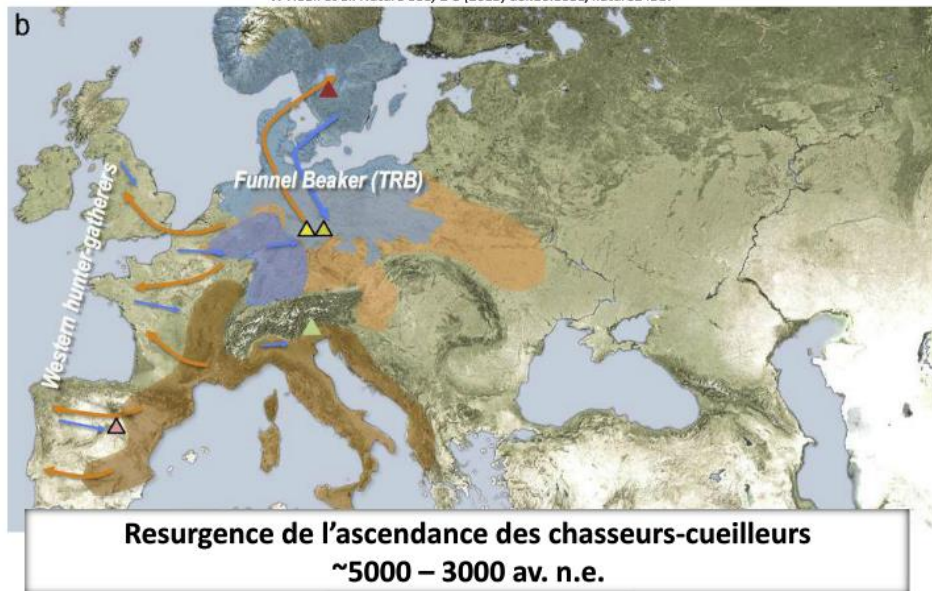 b
Funnel Beaker (TRB)
Western hunter-gatherers
Resurgence de l’ascendance des chasseurs-cueilleurs
~5000 – 3000 av. n.e.